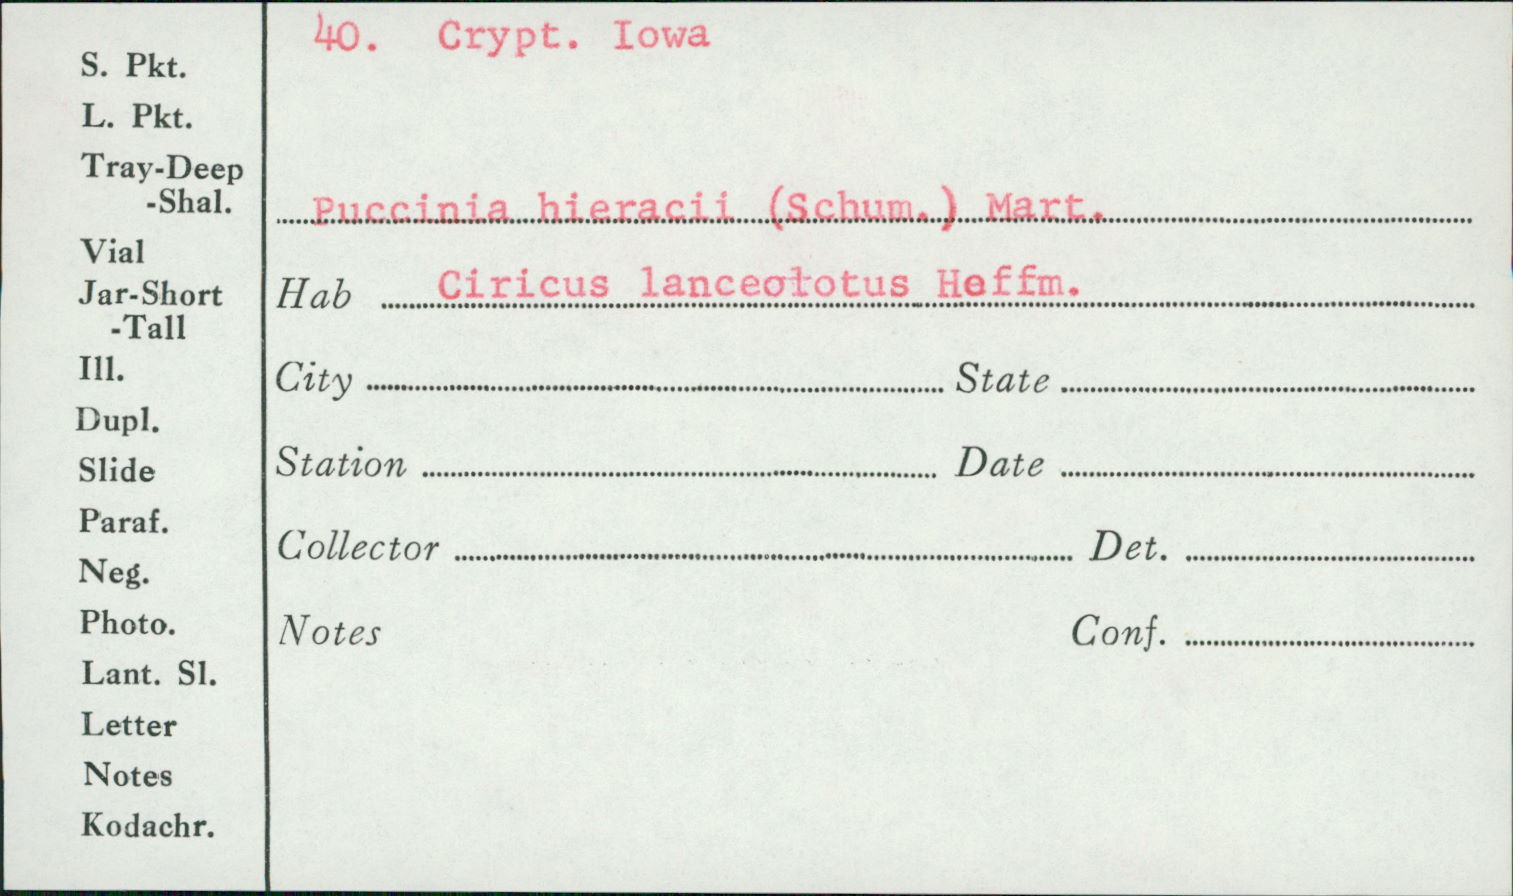 40. Crypt. Iowa
S. Pkt.
L. Pkt.
Tray-Deep
-Shal.
Vial
Jar-Short
-Tall
Ill.
Dupl.
Slide
Paraf.
Neg.
Photo.
Lant. Sl.
Letter
Notes
Kodachr.
Puccinia hieracii (Schum.) Mart.
Hab Ciricus lanceolotus Hoffm.
City State
Station Date
Collector Det.
Notes Conf.